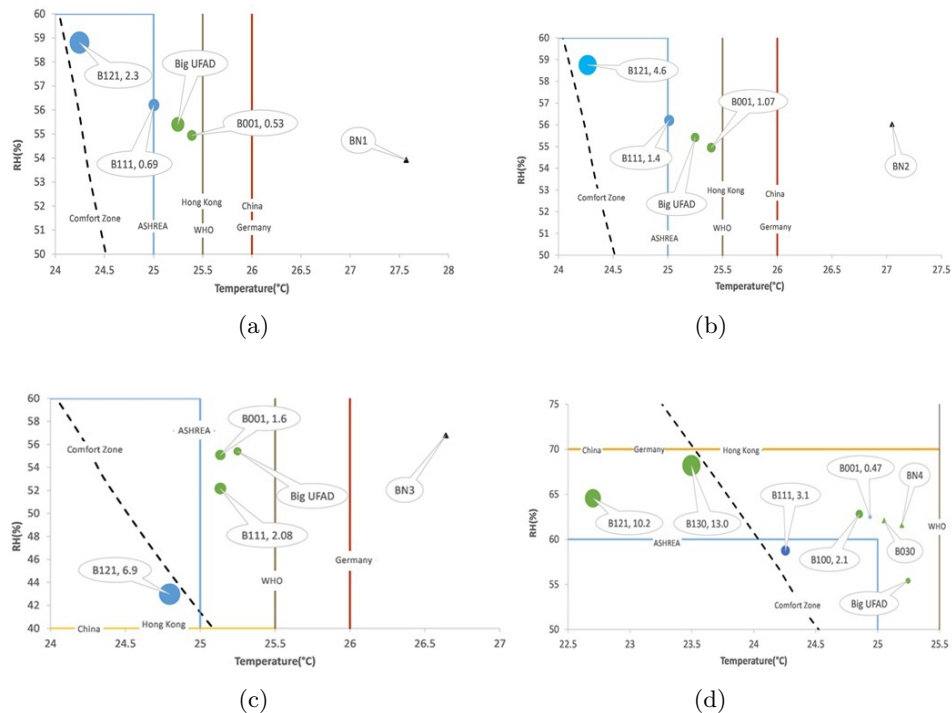 60
59
58
57
56
55
54
53
52
51
50
RH(%)
B121, 2.3
Big UFAD
B111, 0.69
B001, 0.53
BN1
Comfort Zone
ASHREA
Hong Kong
WHO
China
Germany
24
24.5
25
25.5
26
26.5
27
27.5
28
Temperature(°C)
(a)
60
59
58
57
56
55
54
53
52
51
50
RH(%)
B121, 4.6
B001, 1.07
B111, 1.4
Big UFAD
BN2
Comfort Zone
ASHREA
Hong Kong
WHO
China
Germany
24
24.5
25
25.5
26
26.5
27
27.5
Temperature(°C)
(b)
60
58
56
54
52
50
48
46
44
42
40
RH(%)
ASHREA
B001, 1.6
Comfort Zone
Big UFAD
BN3
B111, 2.08
B121, 6.9
WHO
Germany
China
Hong Kong
24
24.5
25
25.5
26
26.5
27
Temperature(°C)
(c)
75
70
65
60
55
50
RH(%)
China
Germany
Hong Kong
B001, 0.47
BN4
B111, 3.1
B121, 10.2
B130, 13.0
ASHREA
B100, 2.1
B030
WHO
Big UFAD
Comfort Zone
22.5
23
23.5
24
24.5
25
25.5
Temperature(°C)
(d)